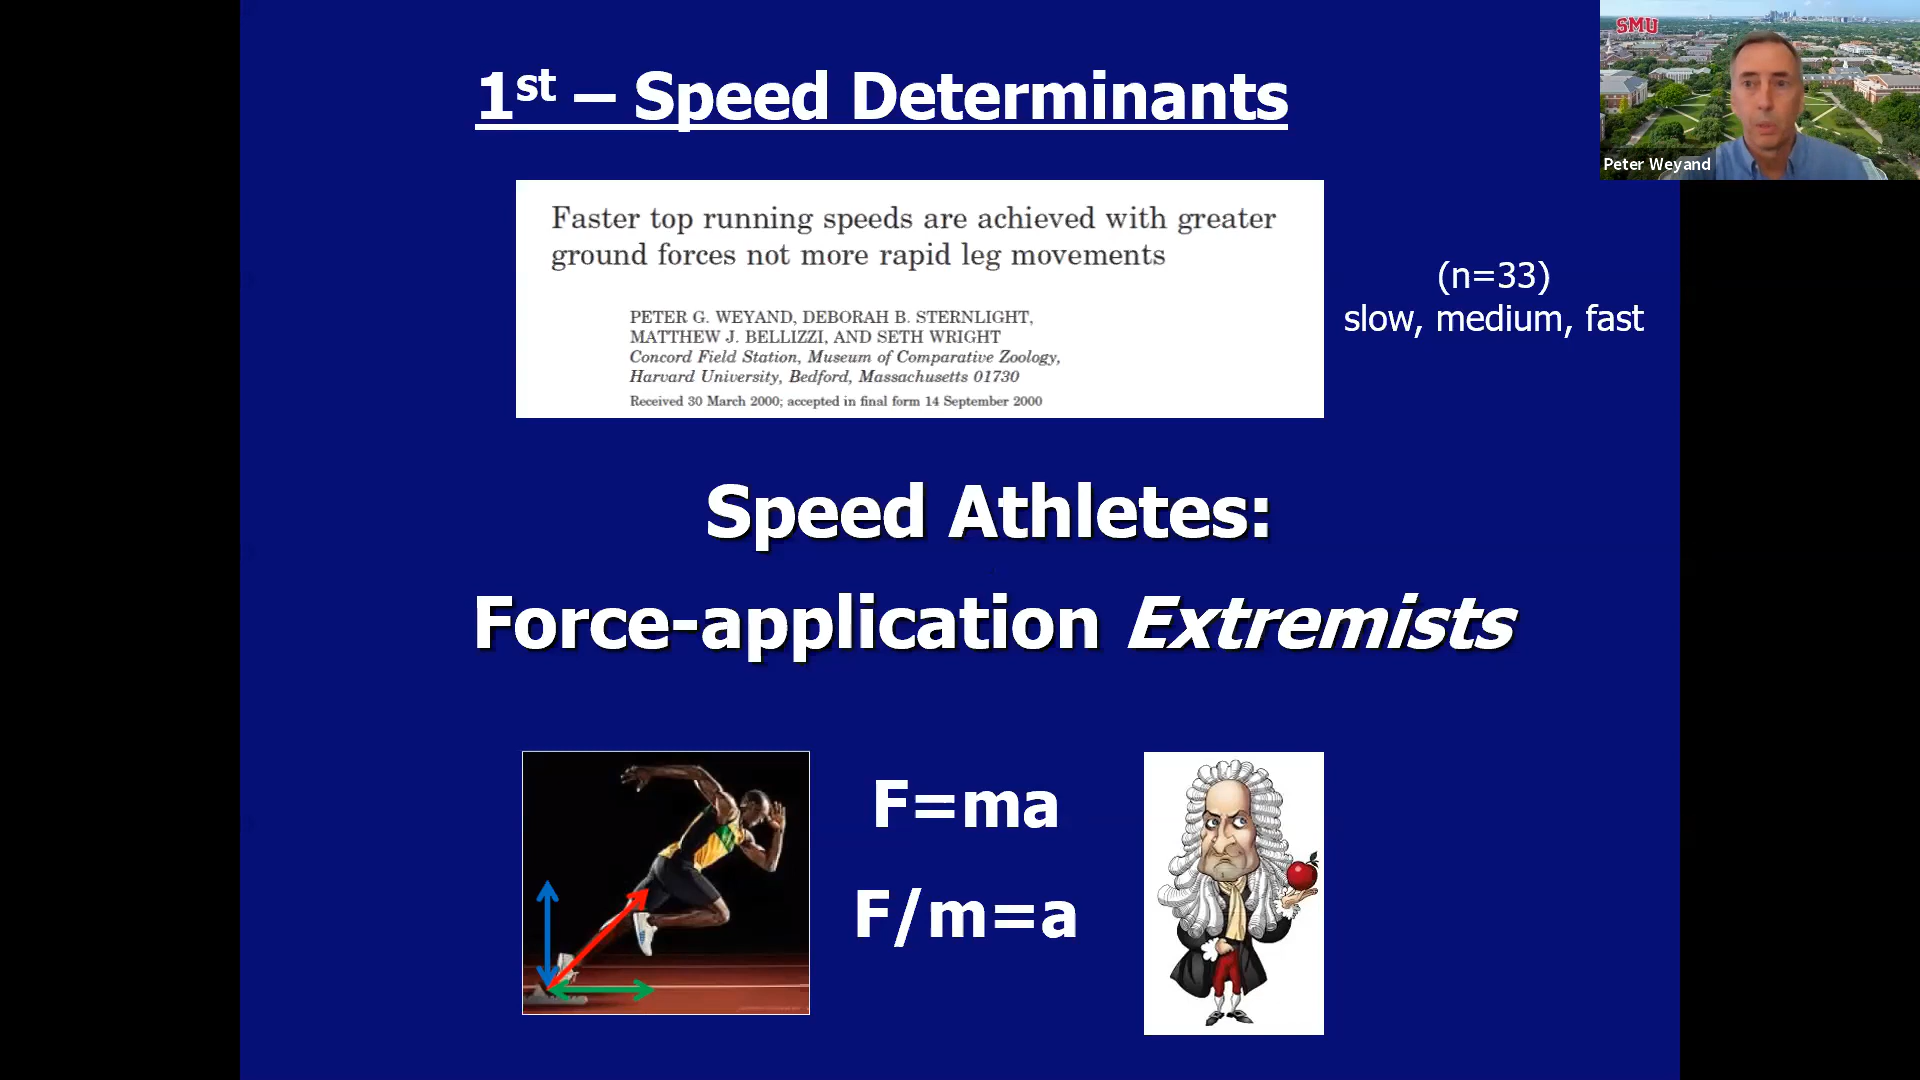 1st – Speed Determinants
SMU
Peter Weyand
Faster top running speeds are achieved with greater
ground forces not more rapid leg movements
PETER G. WEYAND, DEBORAH B. STERNLIGHT,
MATTHEW J. BELLIZZI, AND SETH WRIGHT
Concord Field Station, Museum of Comparative Zoology,
Harvard University, Bedford, Massachusetts 01730
Received 30 March 2000; accepted in final form 14 September 2000
(n=33)
slow, medium, fast
Speed Athletes:
Force-application Extremists
F=ma
F/m=a